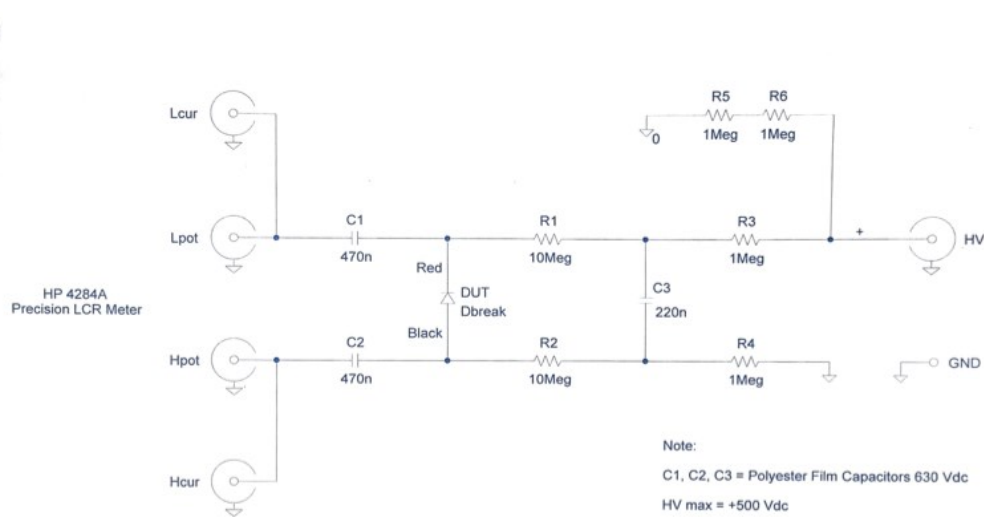 Lcur
R5
R6
0
1Meg
1Meg
C1
R1
R3
Lpot
+
HV
470n
10Meg
1Meg
Red
DUT
C3
HP 4284A
Precision LCR Meter
Dbreak
220n
Black
C2
R2
R4
Hpot
GND
470n
10Meg
1Meg
Note:
C1, C2, C3 = Polyester Film Capacitors 630 Vdc
Hcur
HV max = +500 Vdc